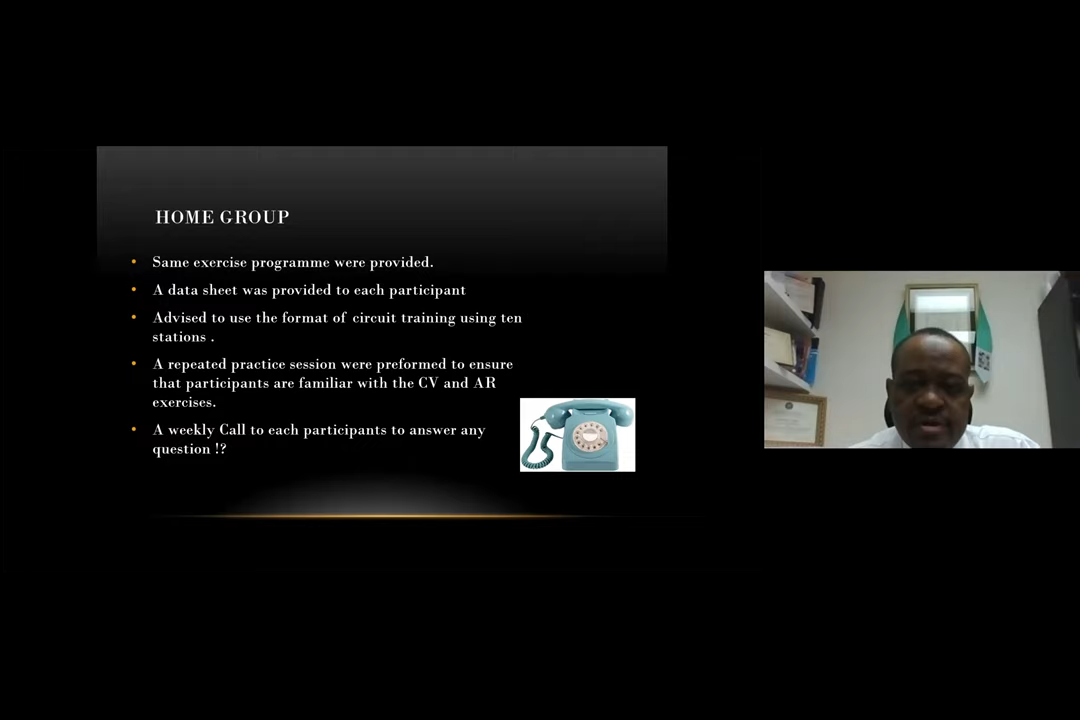 HOME GROUP
• Same exercise programme were provided.
• A data sheet was provided to each participant
• Advised to use the format of circuit training using ten
stations .
• A repeated practice session were preformed to ensure
that participants are familiar with the CV and AR
exercises.
• A weekly Call to each participants to answer any
question !?